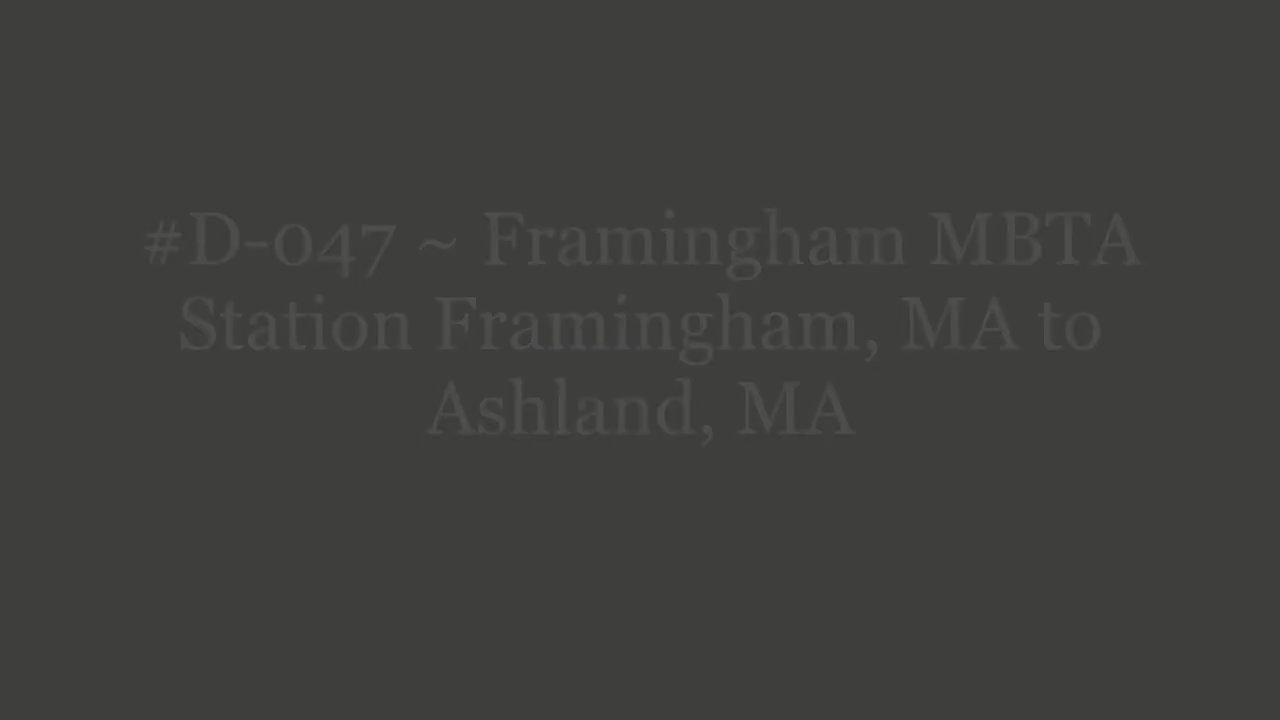 #D-047 ~ Framingham MBTA
Station Framingham, MA to
Ashland, MA